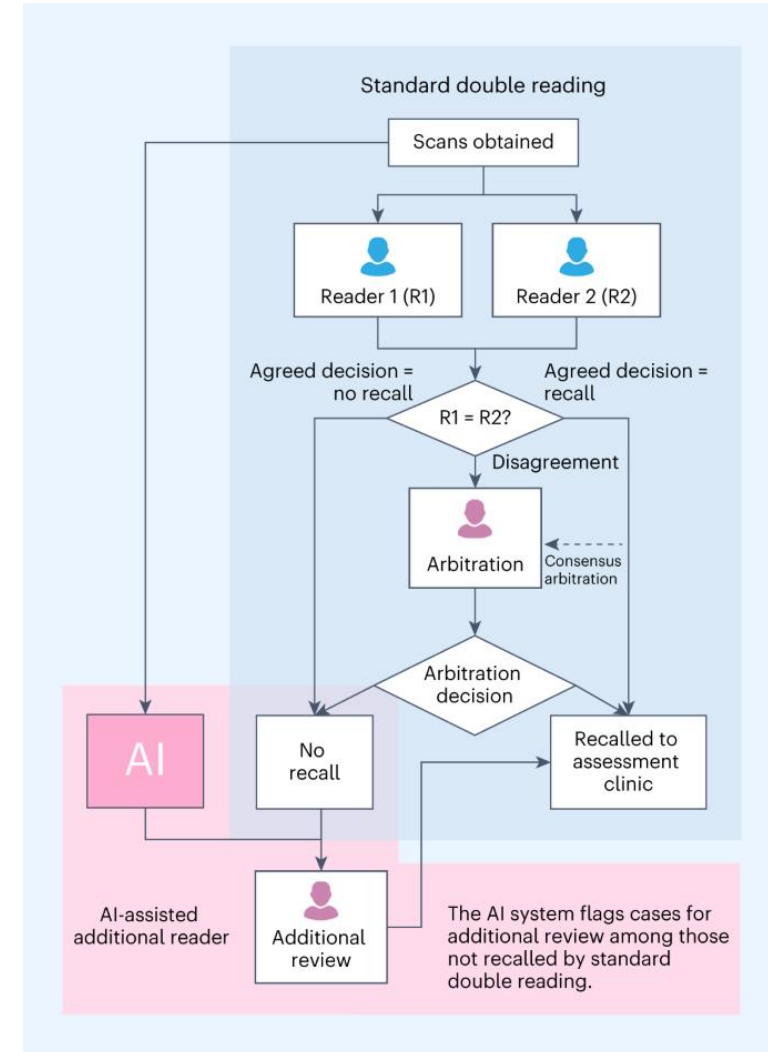 Standard double reading
Scans obtained
Reader 1 (R1)
Reader 2 (R2)
Agreed decision =
no recall
Agreed decision =
recall
R1 = R2?
Disagreement
Arbitration
Consensus
arbitration
Arbitration
decision
AI
No
recall
Recalled to
assessment
clinic
AI-assisted
additional reader
Additional
review
The AI system flags cases for
additional review among those
not recalled by standard
double reading.